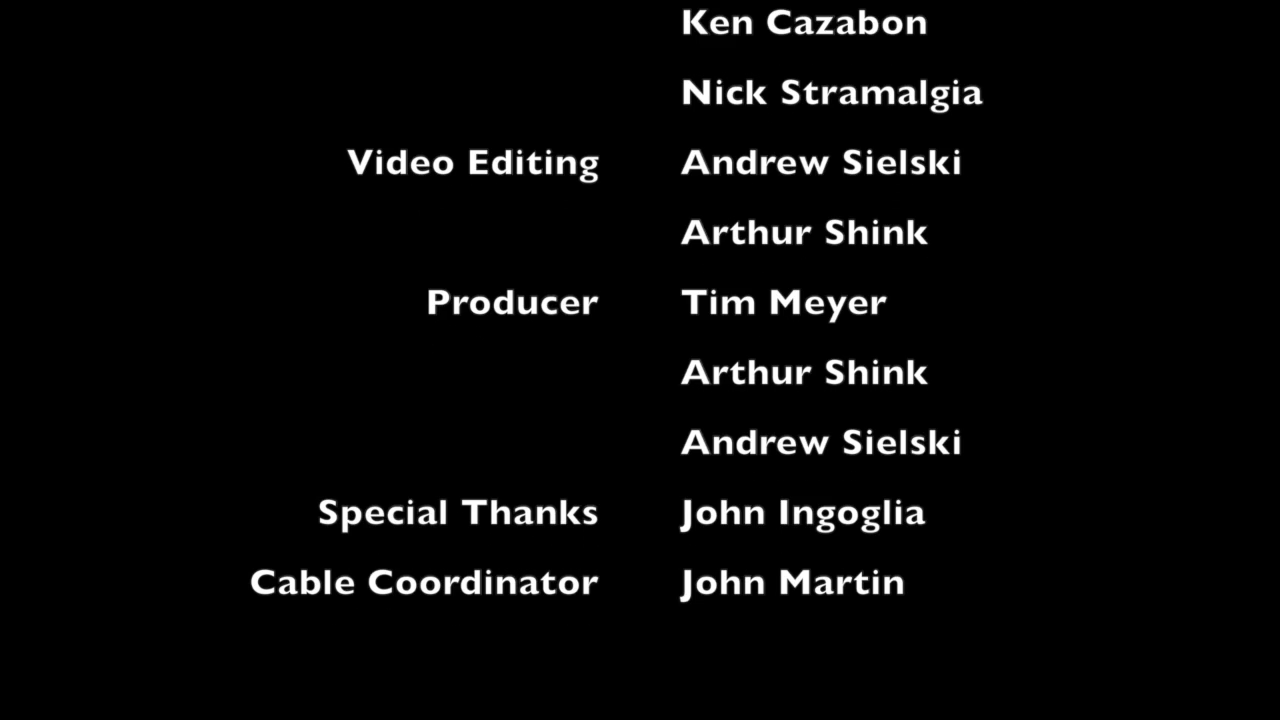 Ken Cazabon
Nick Stramalgia
Video Editing Andrew Sielski
Arthur Shink
Producer Tim Meyer
Arthur Shink
Andrew Sielski
Special Thanks John Ingoglia
Cable Coordinator John Martin